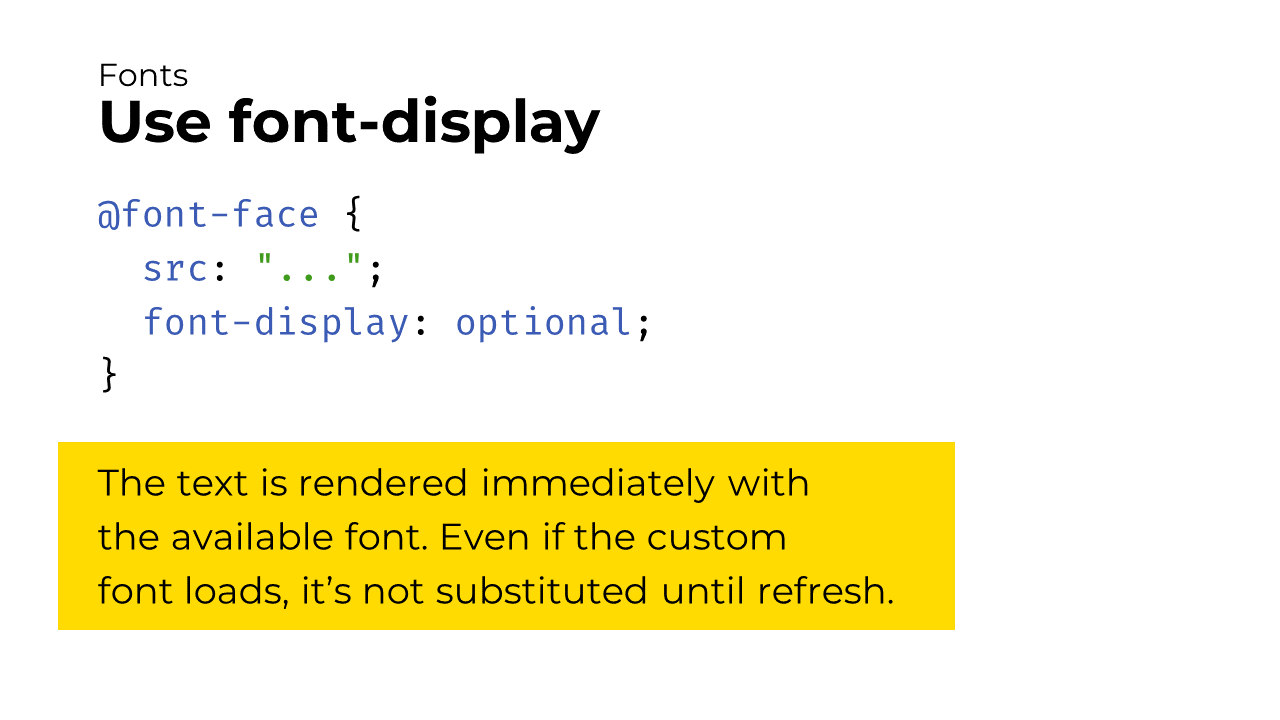 Fonts
Use font-display
@font-face {
  src: "...";
  font-display: optional;
}
The text is rendered immediately with
the available font. Even if the custom
font loads, it’s not substituted until refresh.